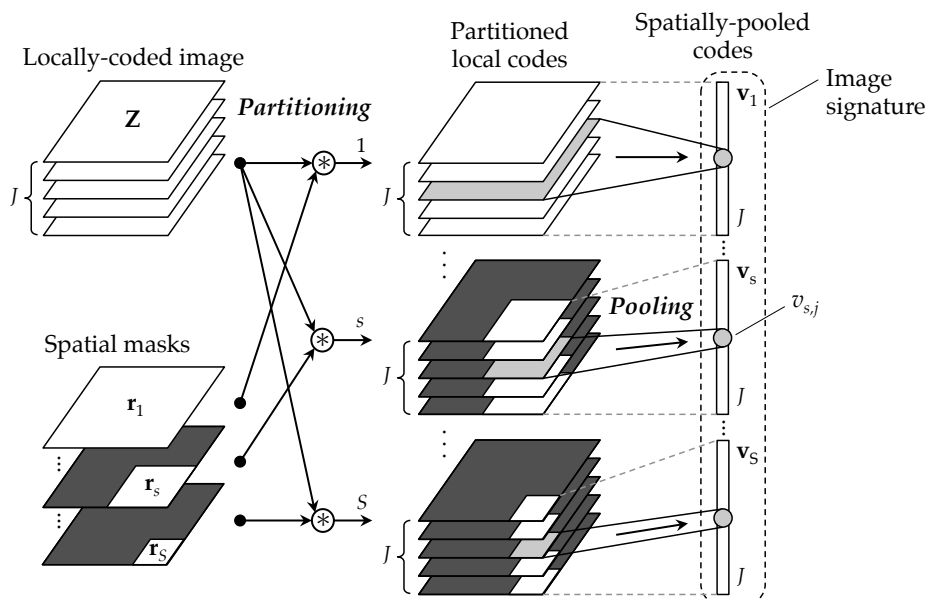 Locally-coded image
Z
J
Partitioning
1
s
S
Spatial masks
r1
⋮
rs
⋮
rS
Partitioned
local codes
J
⋮
J
⋮
J
Pooling
Spatially-pooled
codes
Image
signature
v1
J
⋮
vs
vs,j
J
⋮
vS
J